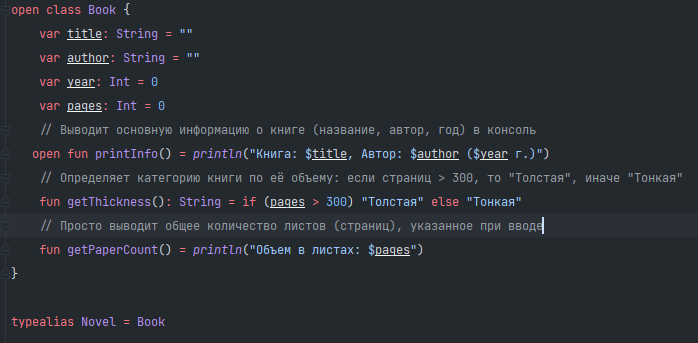 open class Book {
var title: String = ""
var author: String = ""
var year: Int = 0
var pages: Int = 0
// Выводит основную информацию о книге (название, автор, год) в консоль
open fun printInfo() = println("Книга: $title, Автор: $author ($year г.)")
// Определяет категорию книги по её объему: если страниц > 300, то "Толстая", иначе "Тонкая"
fun getThickness(): String = if (pages > 300) "Толстая" else "Тонкая"
// Просто выводит общее количество листов (страниц), указанное при вводе
fun getPaperCount() = println("Объем в листах: $pages")
}
typealias Novel = Book